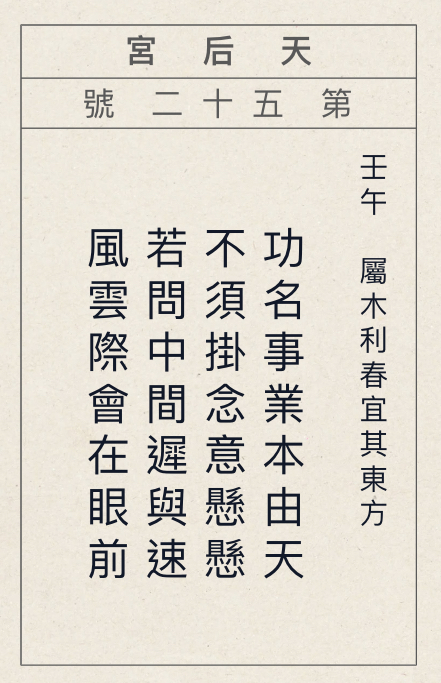 天后宮
第五十二號
壬午　屬木利春宜其東方
功名事業本由天
不須掛念意懸懸
若問中間遲與速
風雲際會在眼前